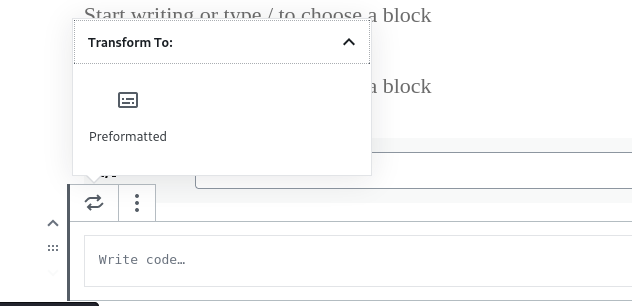 Start writing or type / to choose a block
Transform To:
a block
Preformatted
Write code…